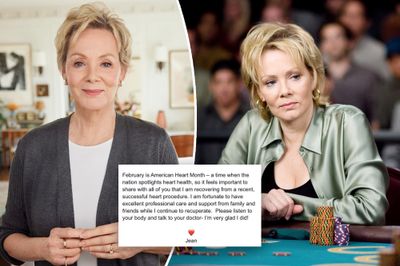 February is American Heart Month – a time when the
nation spotlights heart health, so it feels important to
share with all of you that I am recovering from a recent,
successful heart procedure. I am fortunate to have
excellent professional care and support from family and
friends while I continue to recuperate.  Please listen to
your body and talk to your doctor- I'm very glad I did!
Jean